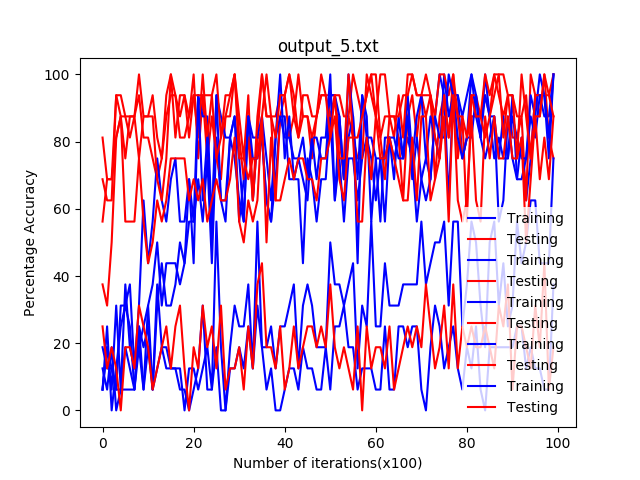 output_5.txt
Percentage Accuracy
100
80
60
40
20
0
Training
Testing
Training
Testing
Training
Testing
Training
Testing
Training
Testing
0 20 40 60 80 100
Number of iterations(x100)